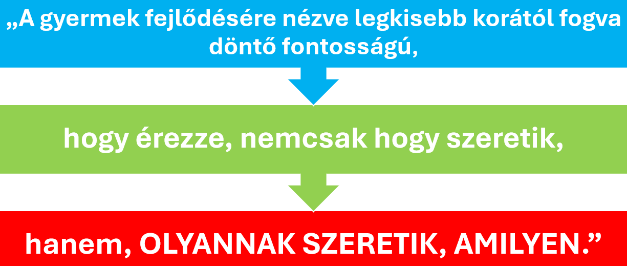 „A gyermek fejlődésére nézve legkisebb korától fogva
döntő fontosságú,
hogy érezze, nemcsak hogy szeretik,
hanem, OLYANNAK SZERETIK, AMILYEN.”